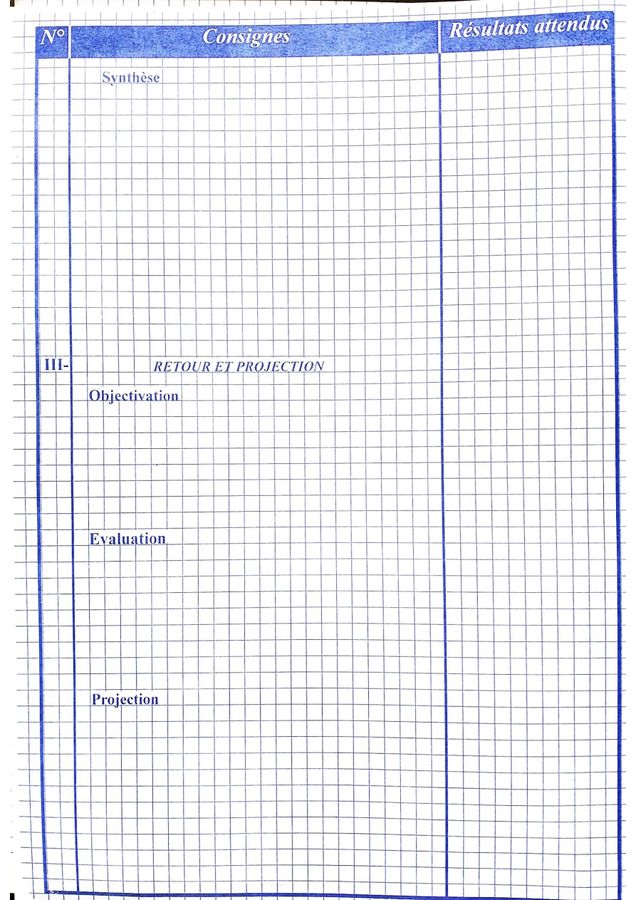 N° Consignes Résultats attendus
Synthèse
III- RETOUR ET PROJECTION
Objectivation
Evaluation
Projection